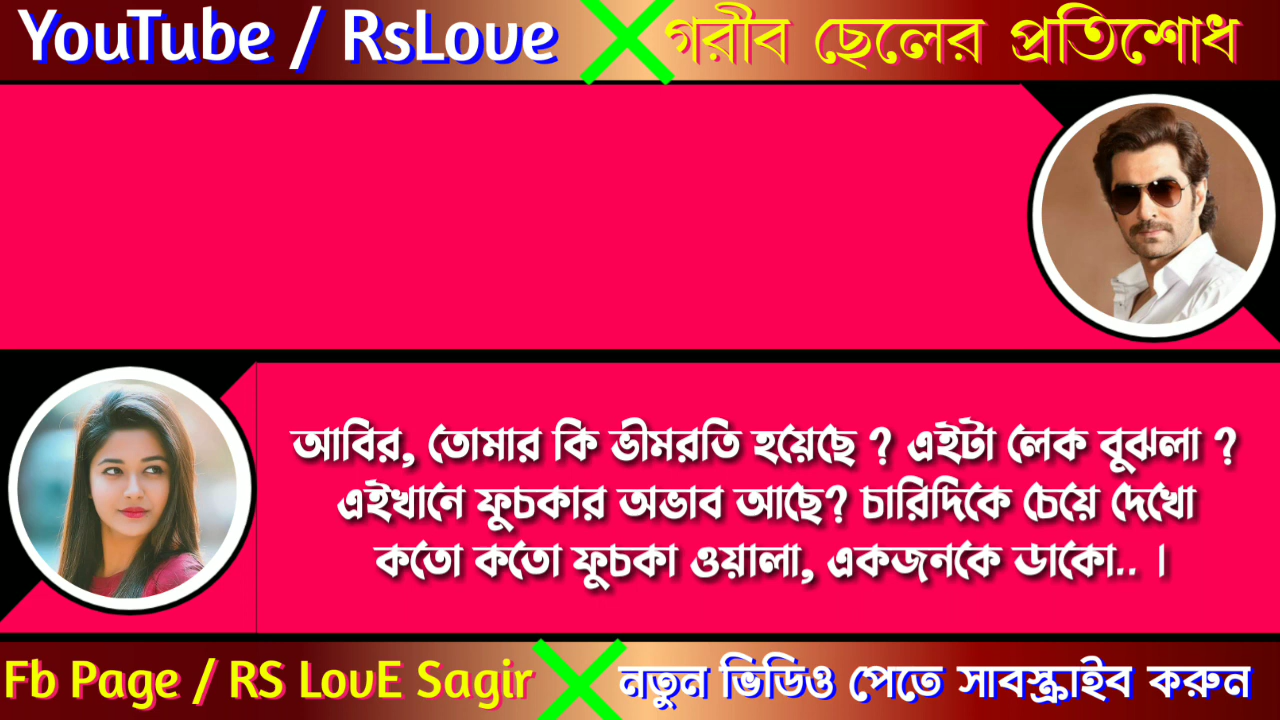 YouTube / RsLove গরীব ছেলের প্রতিশোধ
আবির, তোমার কি ভীমরতি হয়েছে ? এইটা লেক বুঝলা ?
এইখানে ফুচকার অভাব আছে? চারিদিকে চেয়ে দেখো
কতো কতো ফুচকা ওয়ালা, একজনকে ডাকো.. ।
Fb Page / RS LovE Sagir নতুন ভিডিও পেতে সাবস্ক্রাইব করুন